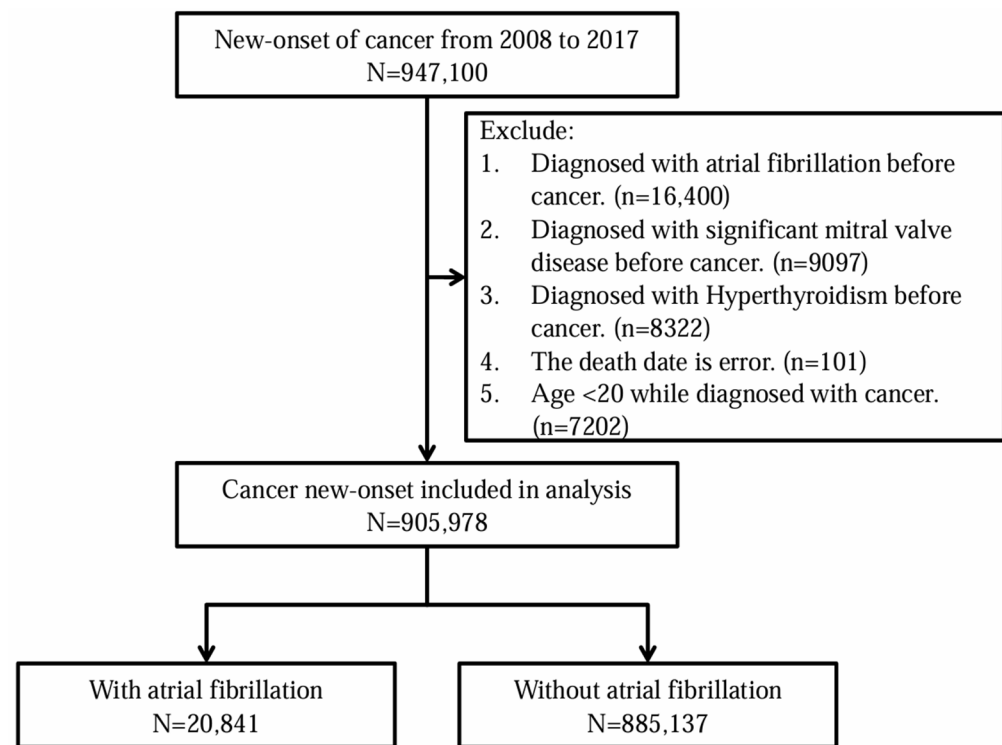 New-onset of cancer from 2008 to 2017
N=947,100
Exclude:
1. Diagnosed with atrial fibrillation before
cancer. (n=16,400)
2. Diagnosed with significant mitral valve
disease before cancer. (n=9097)
3. Diagnosed with Hyperthyroidism before
cancer. (n=8322)
4. The death date is error. (n=101)
5. Age <20 while diagnosed with cancer.
(n=7202)
Cancer new-onset included in analysis
N=905,978
With atrial fibrillation
N=20,841
Without atrial fibrillation
N=885,137